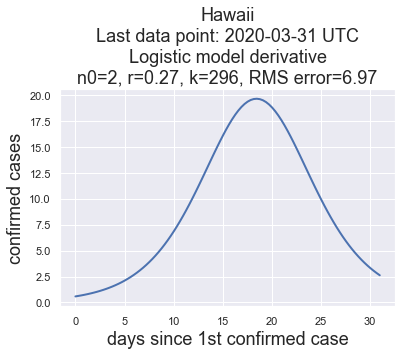 Hawaii
Last data point: 2020-03-31 UTC
Logistic model derivative
n0=2, r=0.27, k=296, RMS error=6.97
20.0
17.5
15.0
12.5
10.0
7.5
5.0
2.5
0.0
confirmed cases
0 5 10 15 20 25 30
days since 1st confirmed case